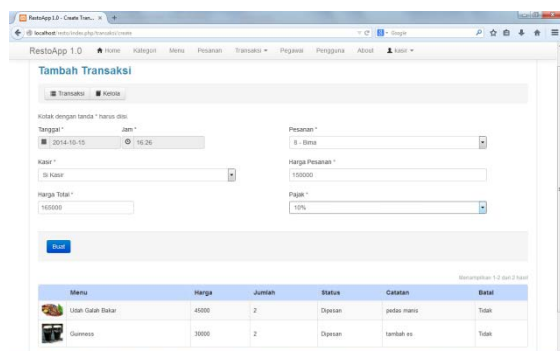 RestoApp 1.0 - Create Tran... × +
localhost/resto/index.php/transaksi/create
Google
RestoApp 1.0 Home Kategori Menu Pesanan Transaksi Pegawai Pengguna About kasir
Tambah Transaksi
Transaksi Kelola
Kotak dengan tanda * harus diisi.
Tanggal * Jam * Pesanan *
2014-10-15 16:26 8 - Bima
Kasir * Harga Pesanan *
Si Kasir 150000
Harga Total * Pajak *
165000 10%
Buat
Menampilkan 1-2 dari 2 hasil
Menu Harga Jumlah Status Catatan Batal
Udah Galah Bakar 45000 2 Dipesan pedas manis Tidak
Guinness 30000 2 Dipesan tambah es Tidak